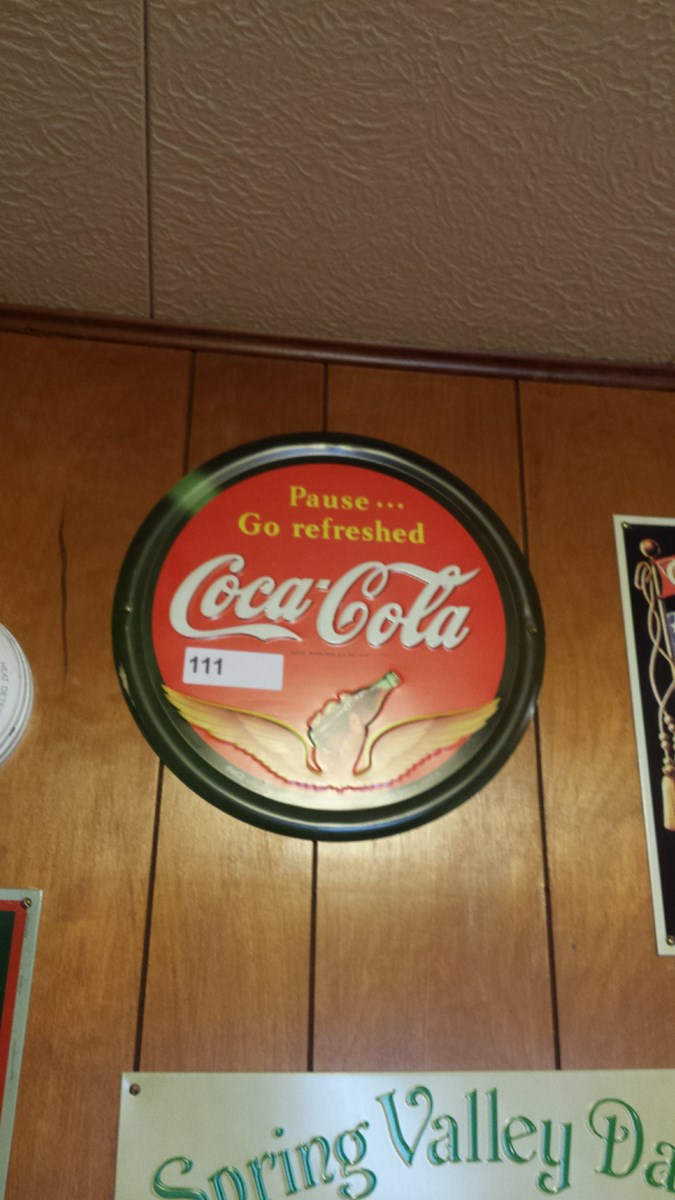 Pause...
Go refreshed
Coca-Cola
111
Spring Valley Da